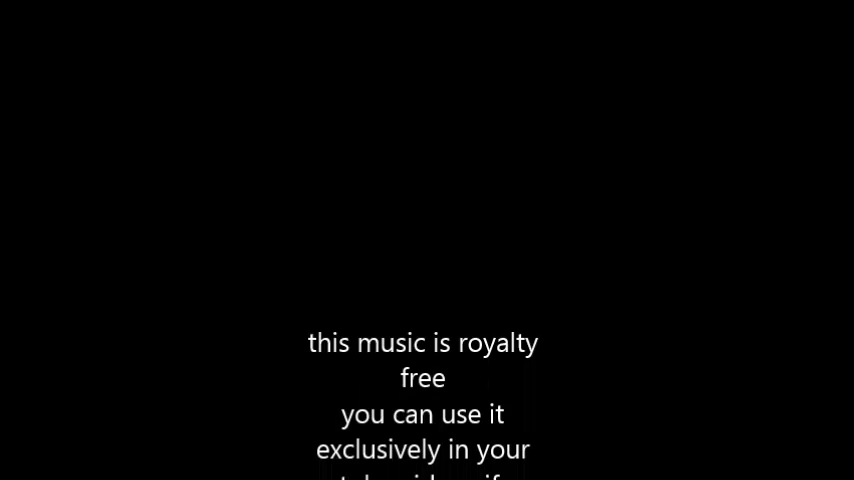 this music is royalty
free
you can use it
exclusively in your